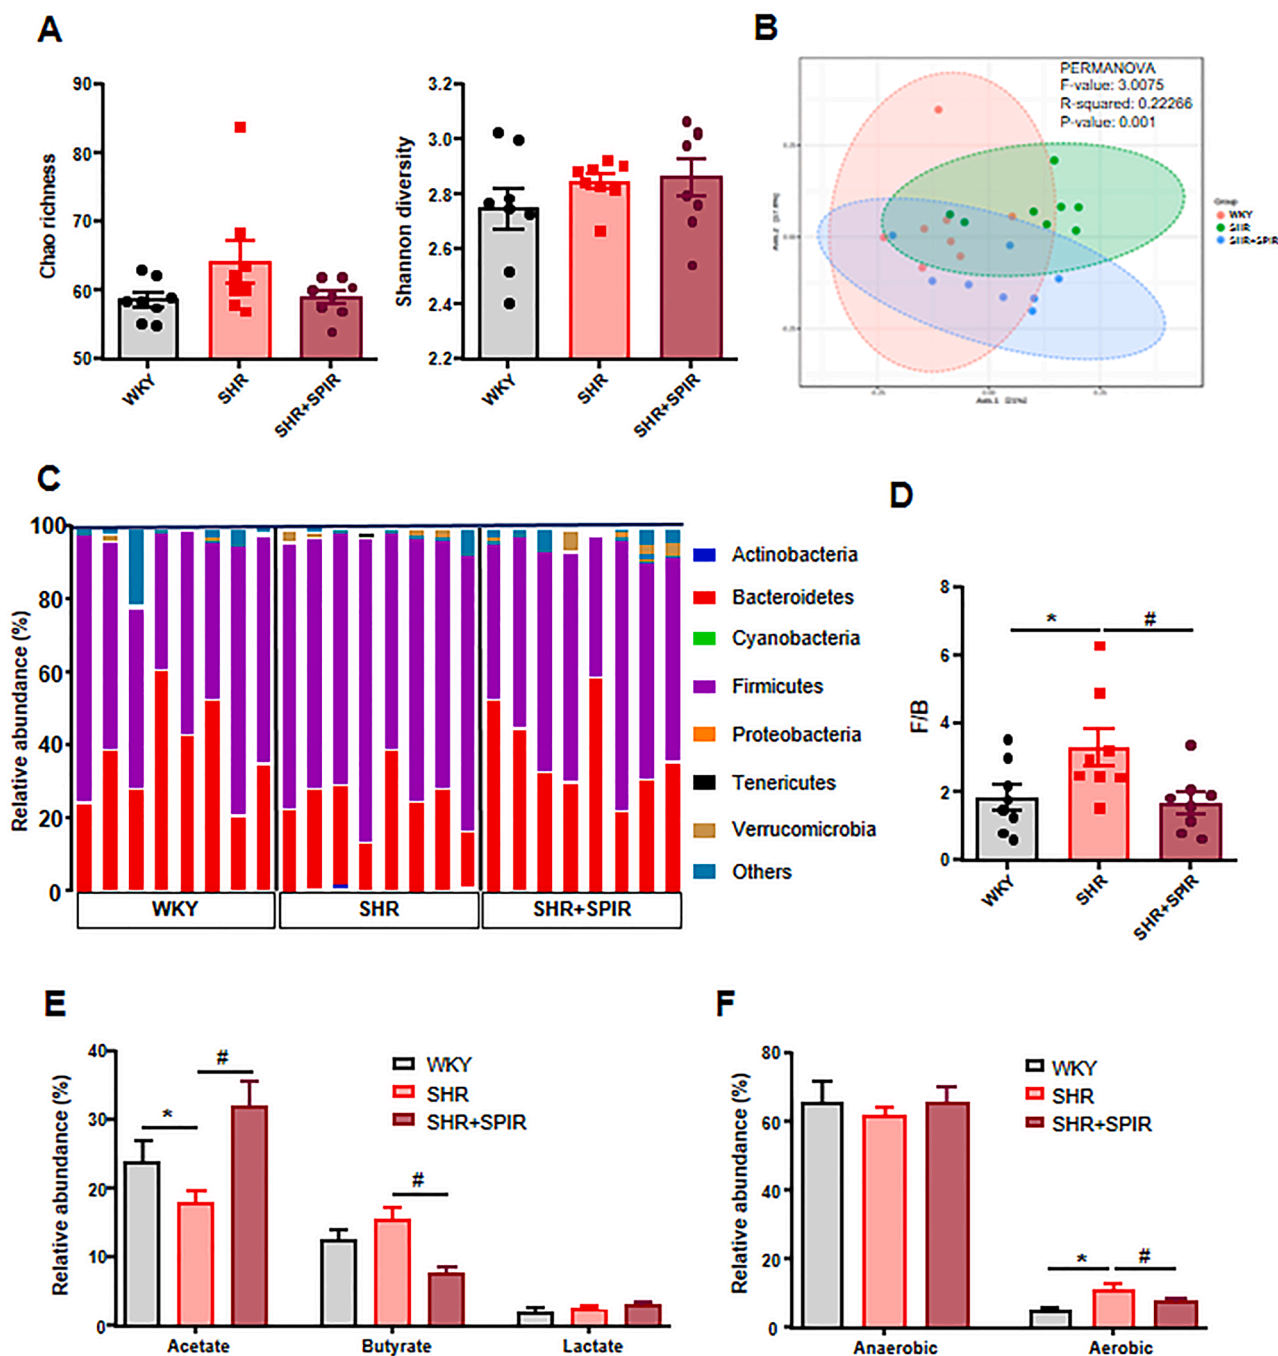 A
90
80
70
60
50
Chao richness
WKY
SHR
SHR+SPIR
3.2
3.0
2.8
2.6
2.4
2.2
Shannon diversity
WKY
SHR
SHR+SPIR
B
PERMANOVA
F-value: 3.0075
R-squared: 0.22266
P-value: 0.001
Group
WKY
SHR
SHR+SPIR
C
100
80
60
40
20
0
Relative abundance (%)
WKY
SHR
SHR+SPIR
Actinobacteria
Bacteroidetes
Cyanobacteria
Firmicutes
Proteobacteria
Tenericutes
Verrucomicrobia
Others
D
8
6
4
2
0
F/B
*
#
WKY
SHR
SHR+SPIR
E
40
30
20
10
0
Relative abundance (%)
*
#
#
WKY
SHR
SHR+SPIR
Acetate
Butyrate
Lactate
F
80
60
40
20
0
Relative abundance (%)
WKY
SHR
SHR+SPIR
*
#
Anaerobic
Aerobic